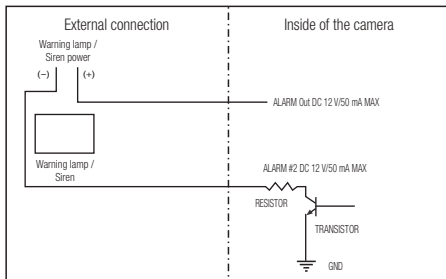 External connection
Inside of the camera
Warning lamp /
Siren power
(−)
(+)
ALARM Out DC 12 V/50 mA MAX
Warning lamp /
Siren
ALARM #2 DC 12 V/50 mA MAX
RESISTOR
TRANSISTOR
GND